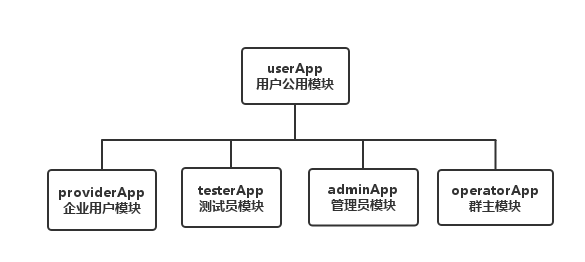 userApp
用户公用模块
providerApp
企业用户模块
testerApp
测试员模块
adminApp
管理员模块
operatorApp
群主模块